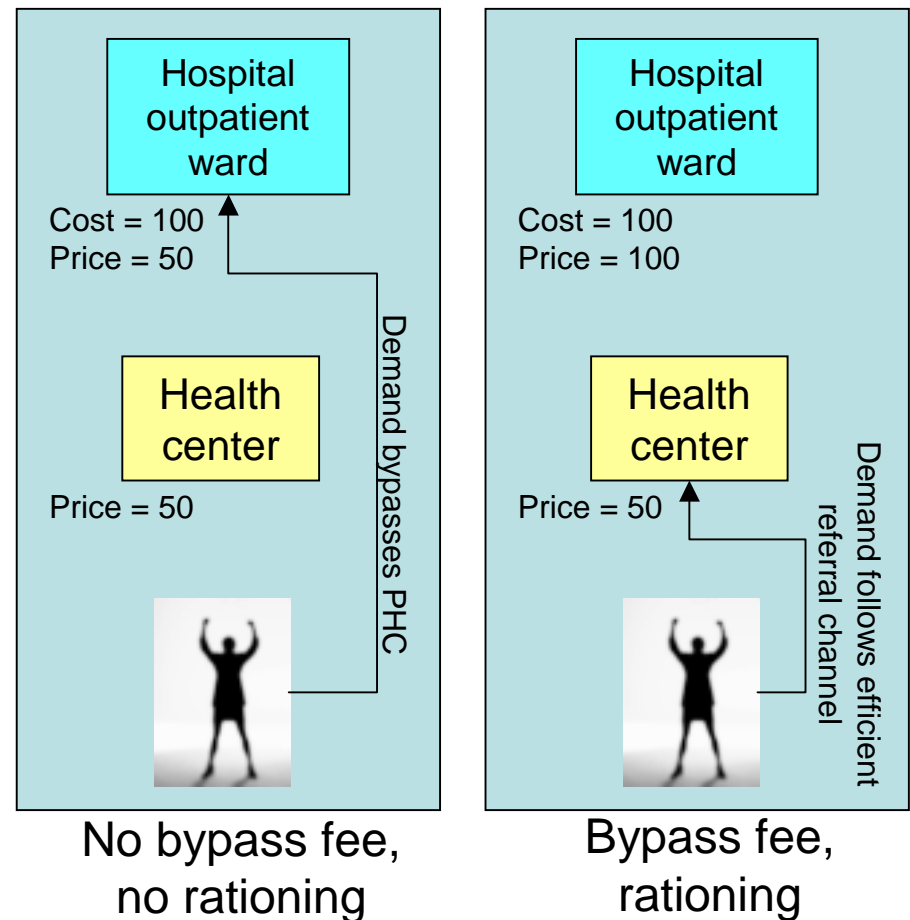 Hospital
outpatient
ward
Cost = 100
Price = 50
Demand bypasses PHC
Health
center
Price = 50
No bypass fee,
no rationing
Hospital
outpatient
ward
Cost = 100
Price = 100
Health
center
Price = 50
Demand follows efficient
referral channel
Bypass fee,
rationing